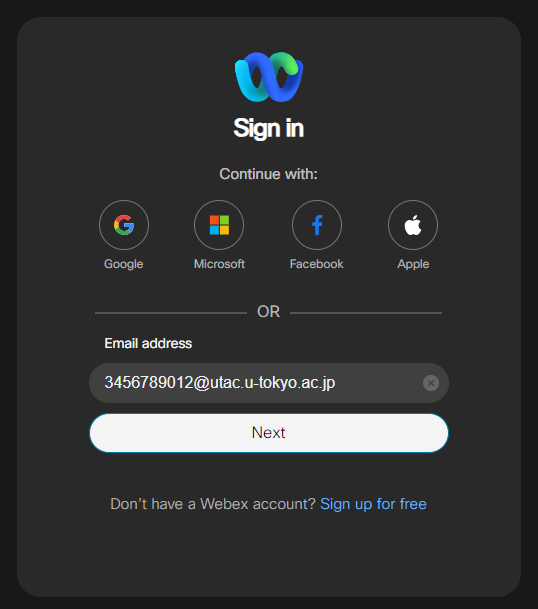 Sign in
Continue with:
Google Microsoft Facebook Apple
OR
Email address
3456789012@utac.u-tokyo.ac.jp
Next
Don't have a Webex account? Sign up for free